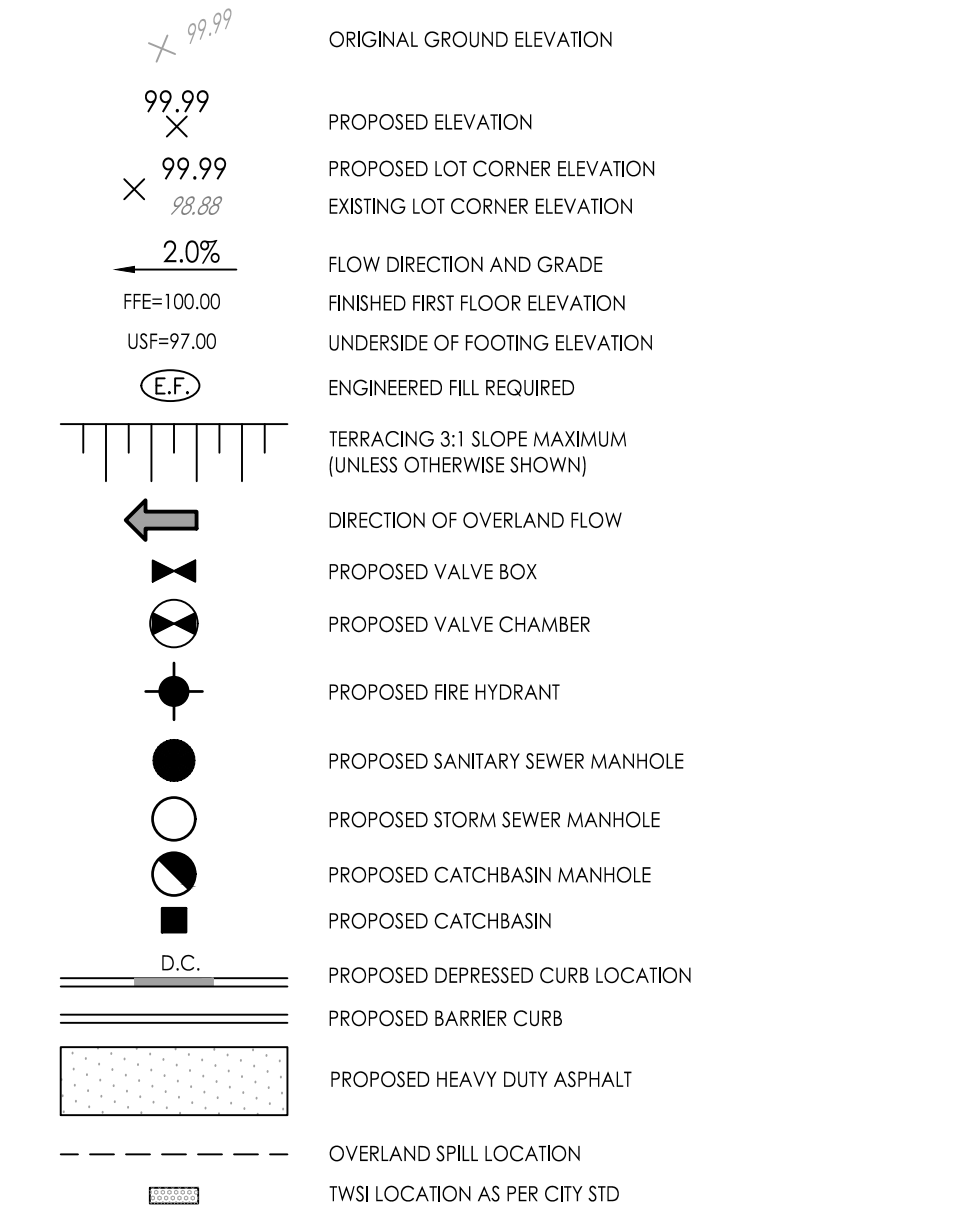 99.99 ORIGINAL GROUND ELEVATION
99.99
PROPOSED ELEVATION
99.99 PROPOSED LOT CORNER ELEVATION
98.88 EXISTING LOT CORNER ELEVATION
2.0%
FLOW DIRECTION AND GRADE
FFE=100.00 FINISHED FIRST FLOOR ELEVATION
USF=97.00 UNDERSIDE OF FOOTING ELEVATION
E.F. ENGINEERED FILL REQUIRED
TERRACING 3:1 SLOPE MAXIMUM
(UNLESS OTHERWISE SHOWN)
DIRECTION OF OVERLAND FLOW
PROPOSED VALVE BOX
PROPOSED VALVE CHAMBER
PROPOSED FIRE HYDRANT
PROPOSED SANITARY SEWER MANHOLE
PROPOSED STORM SEWER MANHOLE
PROPOSED CATCHBASIN MANHOLE
PROPOSED CATCHBASIN
D.C.
PROPOSED DEPRESSED CURB LOCATION
PROPOSED BARRIER CURB
PROPOSED HEAVY DUTY ASPHALT
OVERLAND SPILL LOCATION
TWSI LOCATION AS PER CITY STD